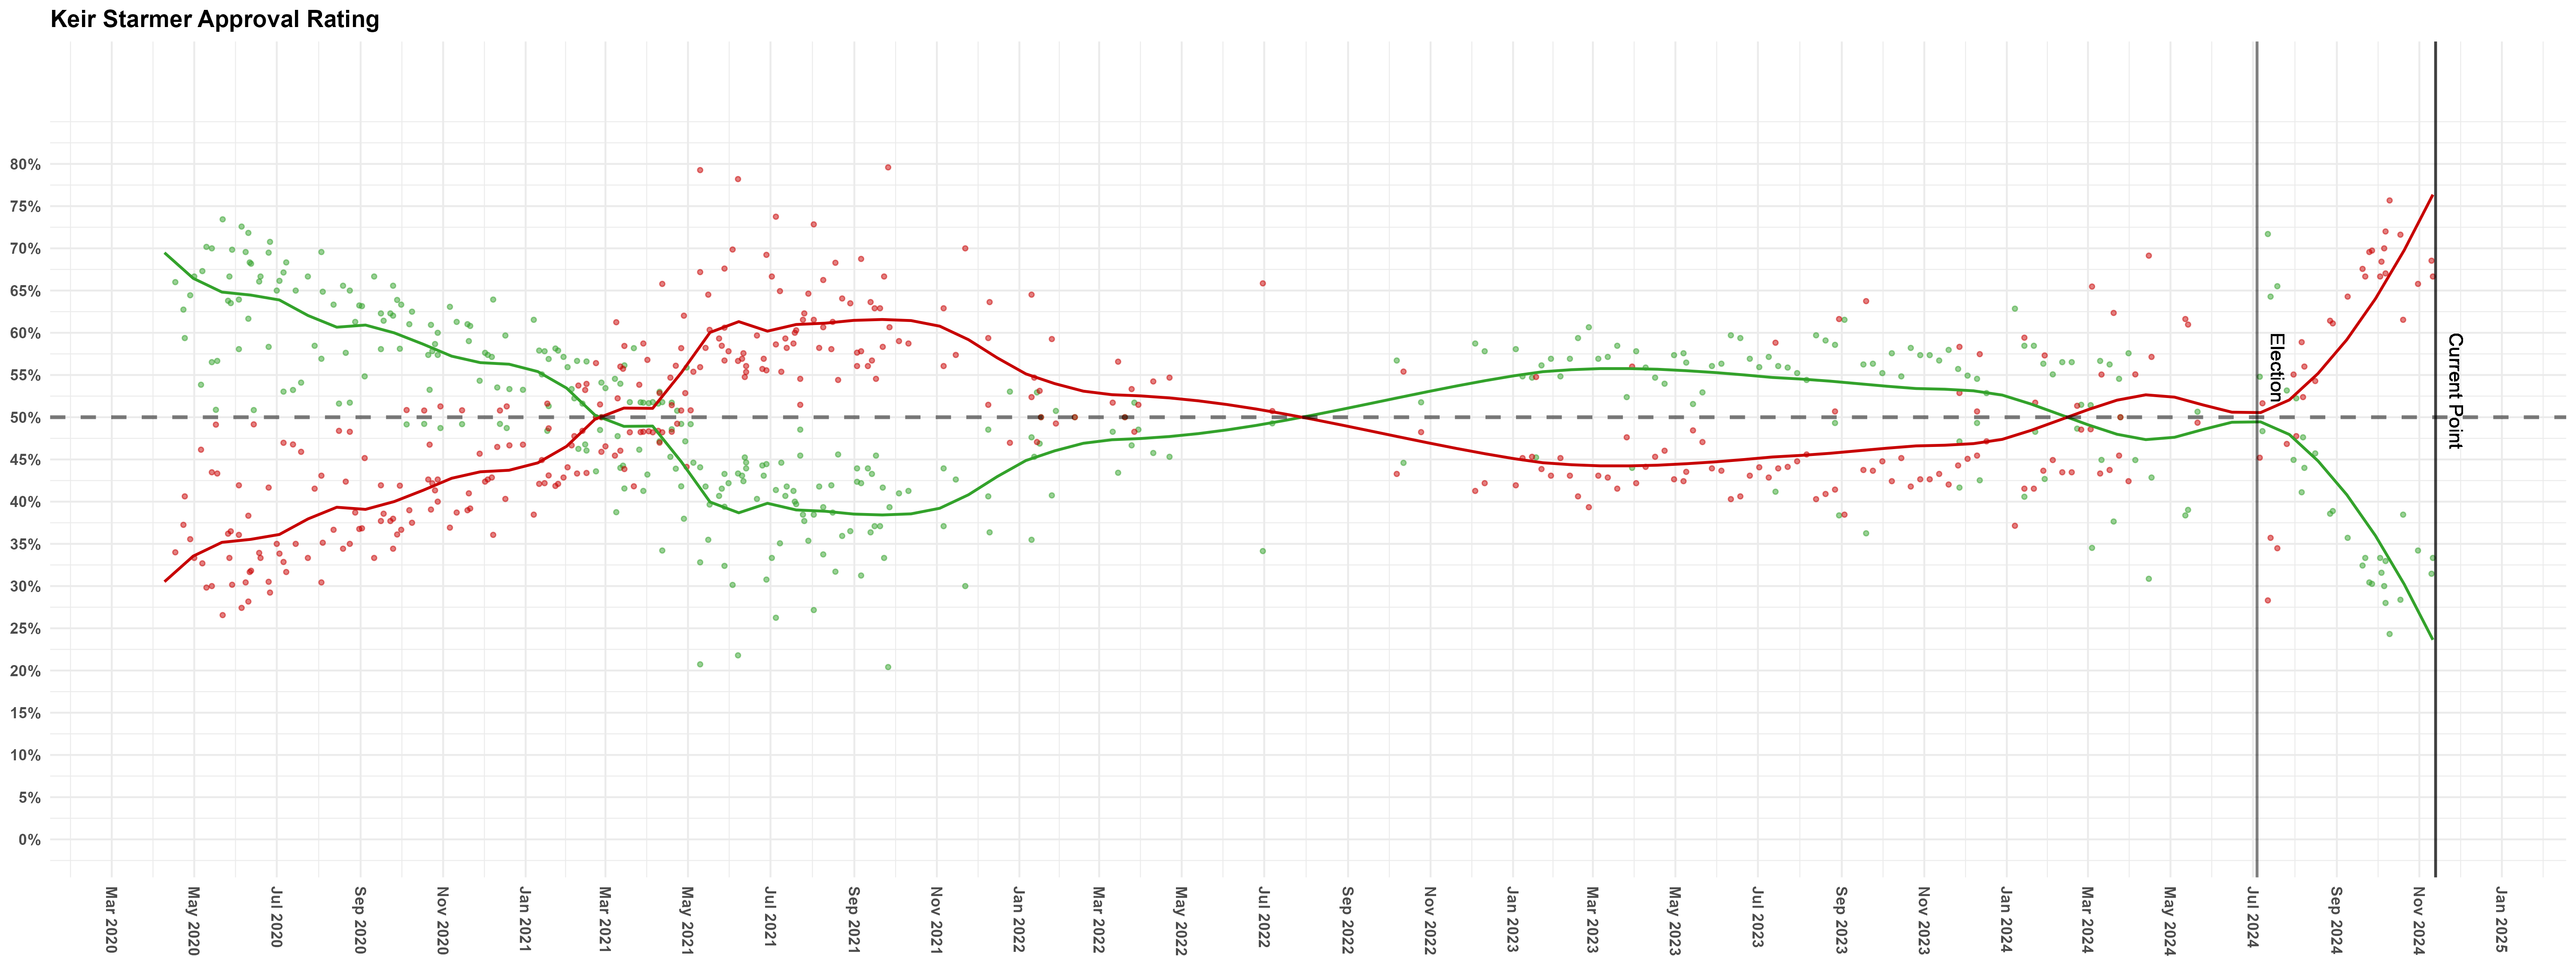 Keir Starmer Approval Rating
80%
75%
70%
65%
60%
55%
50%
45%
40%
35%
30%
25%
20%
15%
10%
5%
0%
Election
Current Point
Mar 2020
May 2020
Jul 2020
Sep 2020
Nov 2020
Jan 2021
Mar 2021
May 2021
Jul 2021
Sep 2021
Nov 2021
Jan 2022
Mar 2022
May 2022
Jul 2022
Sep 2022
Nov 2022
Jan 2023
Mar 2023
May 2023
Jul 2023
Sep 2023
Nov 2023
Jan 2024
Mar 2024
May 2024
Jul 2024
Sep 2024
Nov 2024
Jan 2025